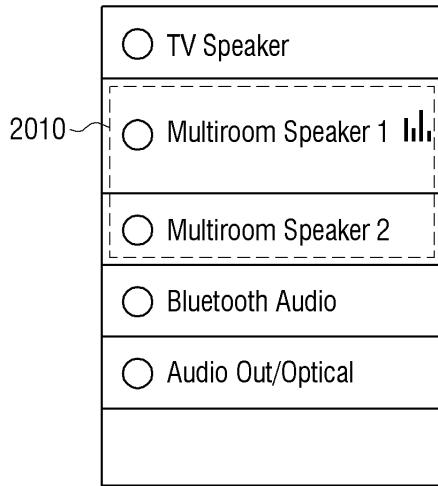 TV Speaker
2010
Multiroom Speaker 1
Multiroom Speaker 2
Bluetooth Audio
Audio Out/Optical